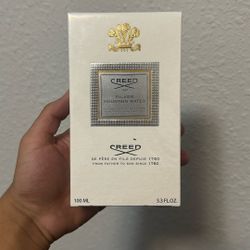 CREED
SILVER
MOUNTAIN WATER
CREED
DE PÈRE EN FILS DEPUIS 1760
FROM FATHER TO SON SINCE 1760
100 ML
3.3 FL.OZ.